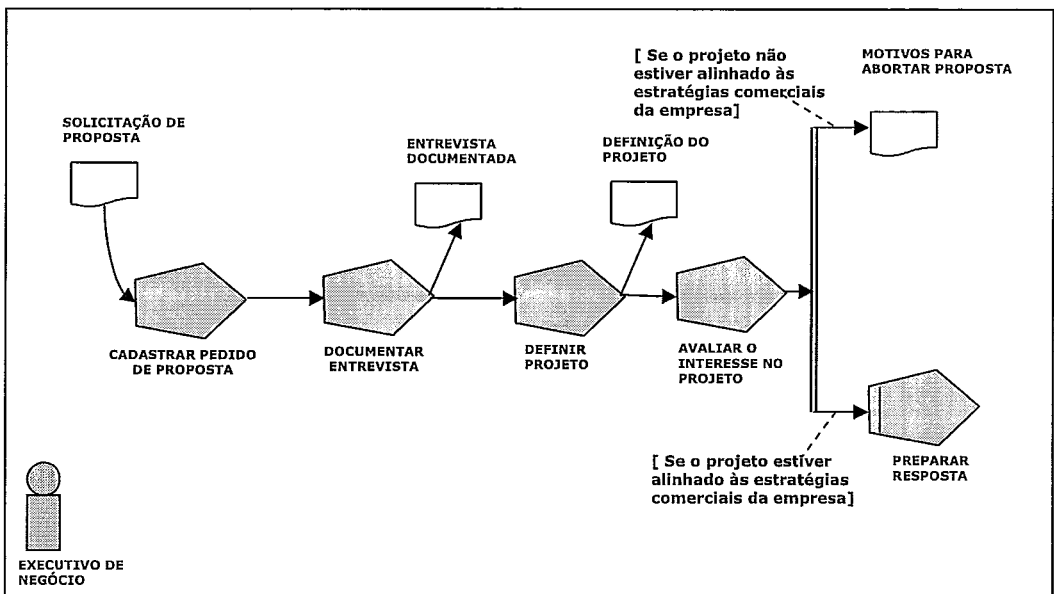 [ Se o projeto não
estiver alinhado às
estratégias comerciais
da empresa]
MOTIVOS PARA
ABORTAR PROPOSTA
SOLICITAÇÃO DE
PROPOSTA
ENTREVISTA
DOCUMENTADA
DEFINIÇÃO DO
PROJETO
CADASTRAR PEDIDO
DE PROPOSTA
DOCUMENTAR
ENTREVISTA
DEFINIR
PROJETO
AVALIAR O
INTERESSE NO
PROJETO
[ Se o projeto estiver
alinhado às estratégias
comerciais da empresa]
PREPARAR
RESPOSTA
EXECUTIVO DE
NEGÓCIO